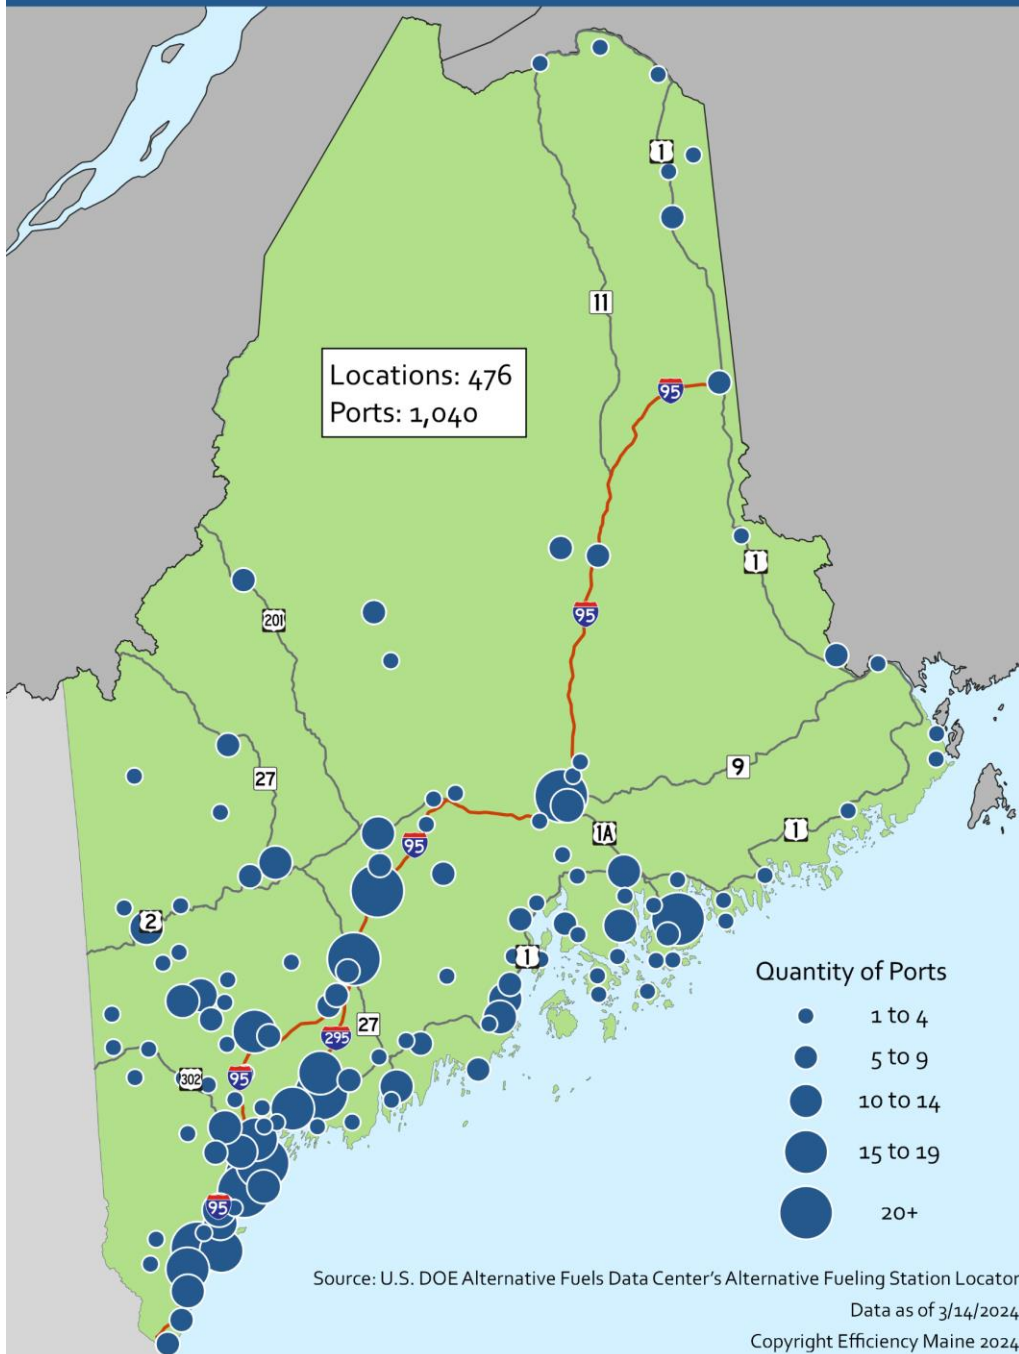 1
11
Locations: 476
Ports: 1,040
95
1
201
95
27
9
1A
1
95
2
1
27
295
302
95
95
Quantity of Ports
1 to 4
5 to 9
10 to 14
15 to 19
20+
Source: U.S. DOE Alternative Fuels Data Center's Alternative Fueling Station Locator
Data as of 3/14/2024
Copyright Efficiency Maine 2024